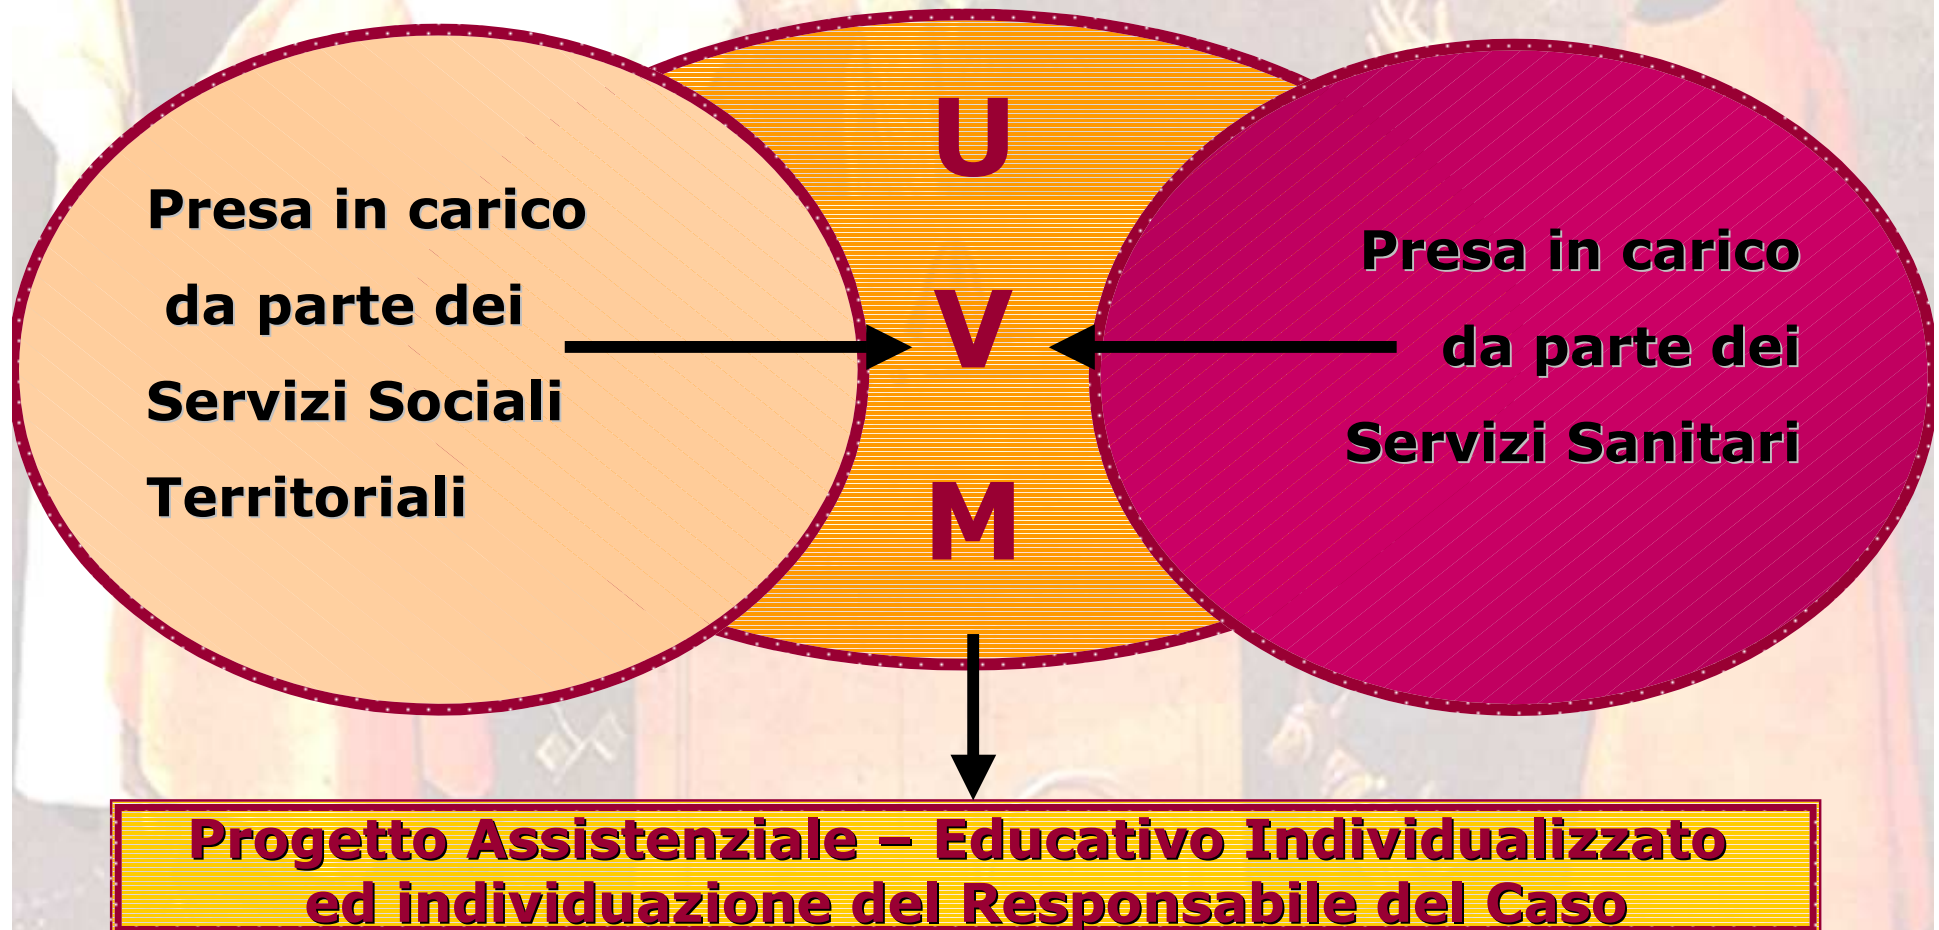 Presa in carico
da parte dei
Servizi Sociali
Territoriali
U
V
M
Presa in carico
da parte dei
Servizi Sanitari
Progetto Assistenziale – Educativo Individualizzato
ed individuazione del Responsabile del Caso